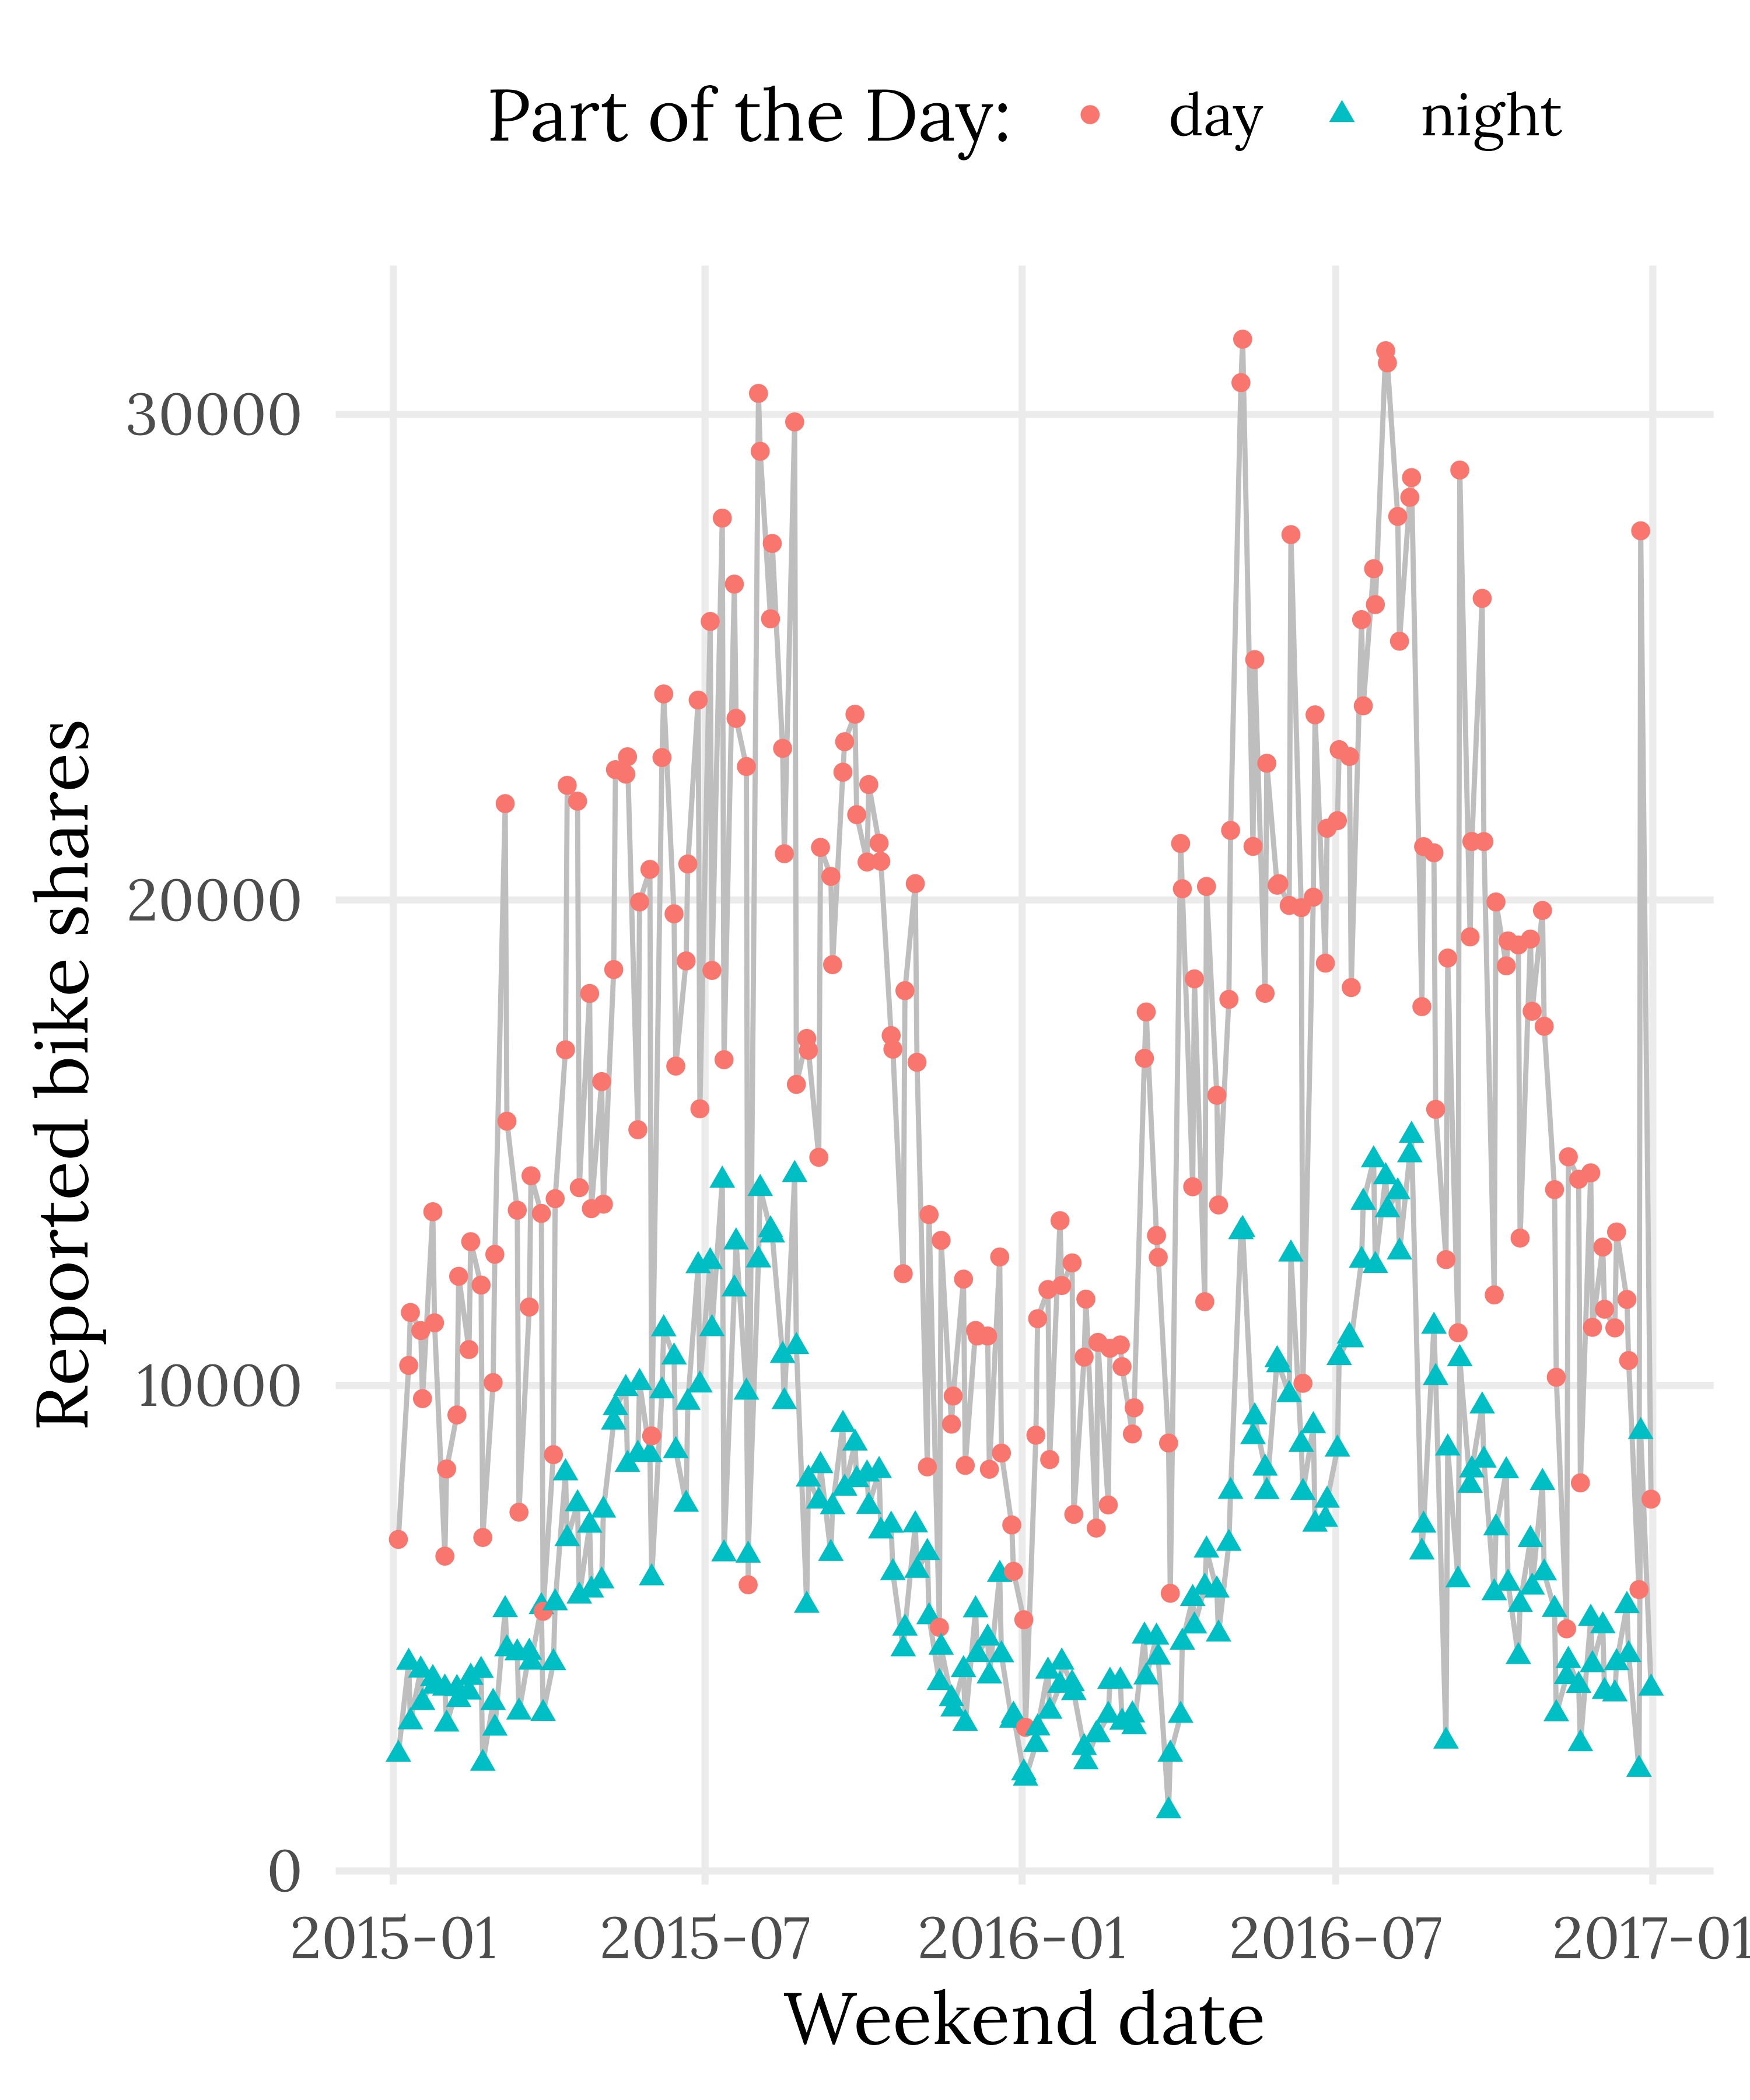 Part of the Day: day night
30000
20000
10000
0
Reported bike shares
2015-01 2015-07 2016-01 2016-07 2017-01
Weekend date